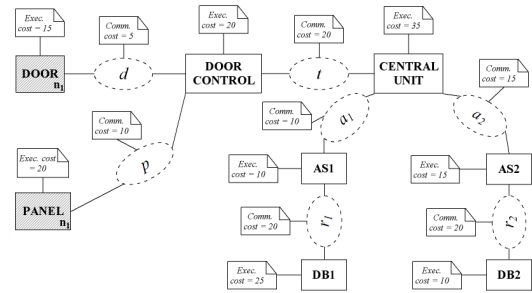 Exec.
cost = 15
Comm.
cost = 5
Exec.
cost = 20
Comm.
cost = 20
Exec.
cost = 35
DOOR
n1
d
DOOR
CONTROL
t
CENTRAL
UNIT
Comm.
cost = 15
Comm.
cost = 10
p
Comm.
cost = 10
a1
a2
Exec. cost
= 20
PANEL
n1
Exec.
cost = 10
AS1
Exec.
cost = 15
AS2
Comm.
cost = 20
r1
Comm.
cost = 20
r2
Exec.
cost = 25
DB1
Exec.
cost = 10
DB2